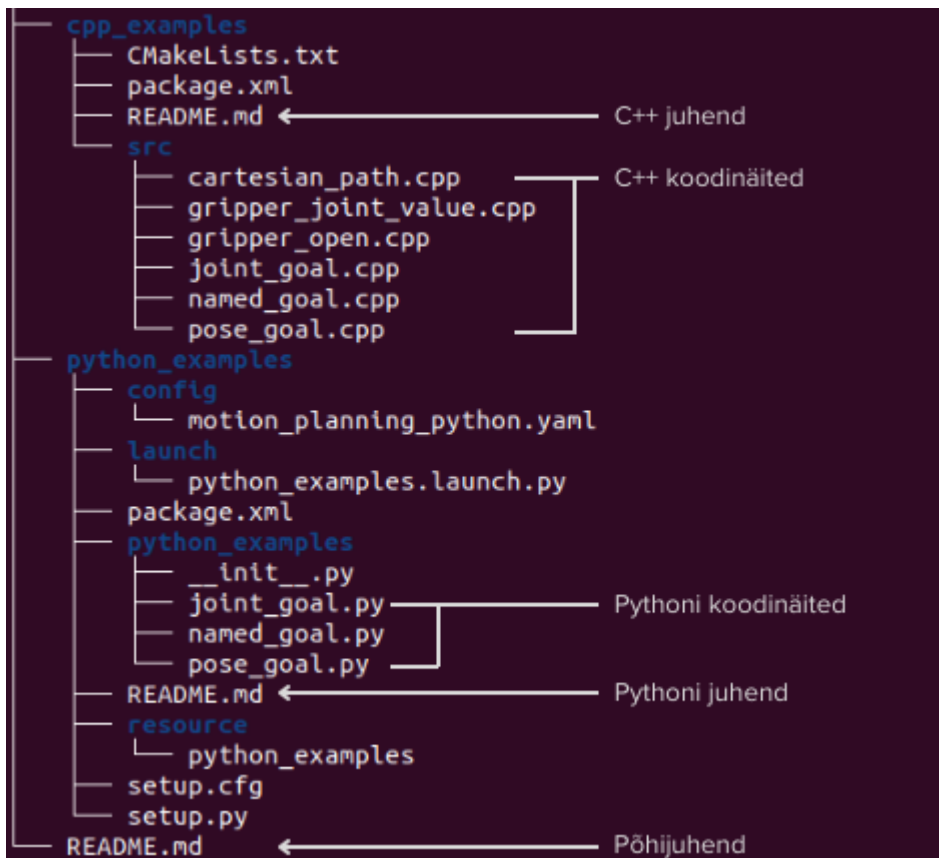 cpp_examples
CMakeLists.txt
package.xml
README.md C++ juhend
src
cartesian_path.cpp C++ koodinäited
gripper_joint_value.cpp
gripper_open.cpp
joint_goal.cpp
named_goal.cpp
pose_goal.cpp
python_examples
config
motion_planning_python.yaml
launch
python_examples.launch.py
package.xml
python_examples
__init__.py
joint_goal.py Pythoni koodinäited
named_goal.py
pose_goal.py
README.md Pythoni juhend
resource
python_examples
setup.cfg
setup.py
README.md Põhijuhend